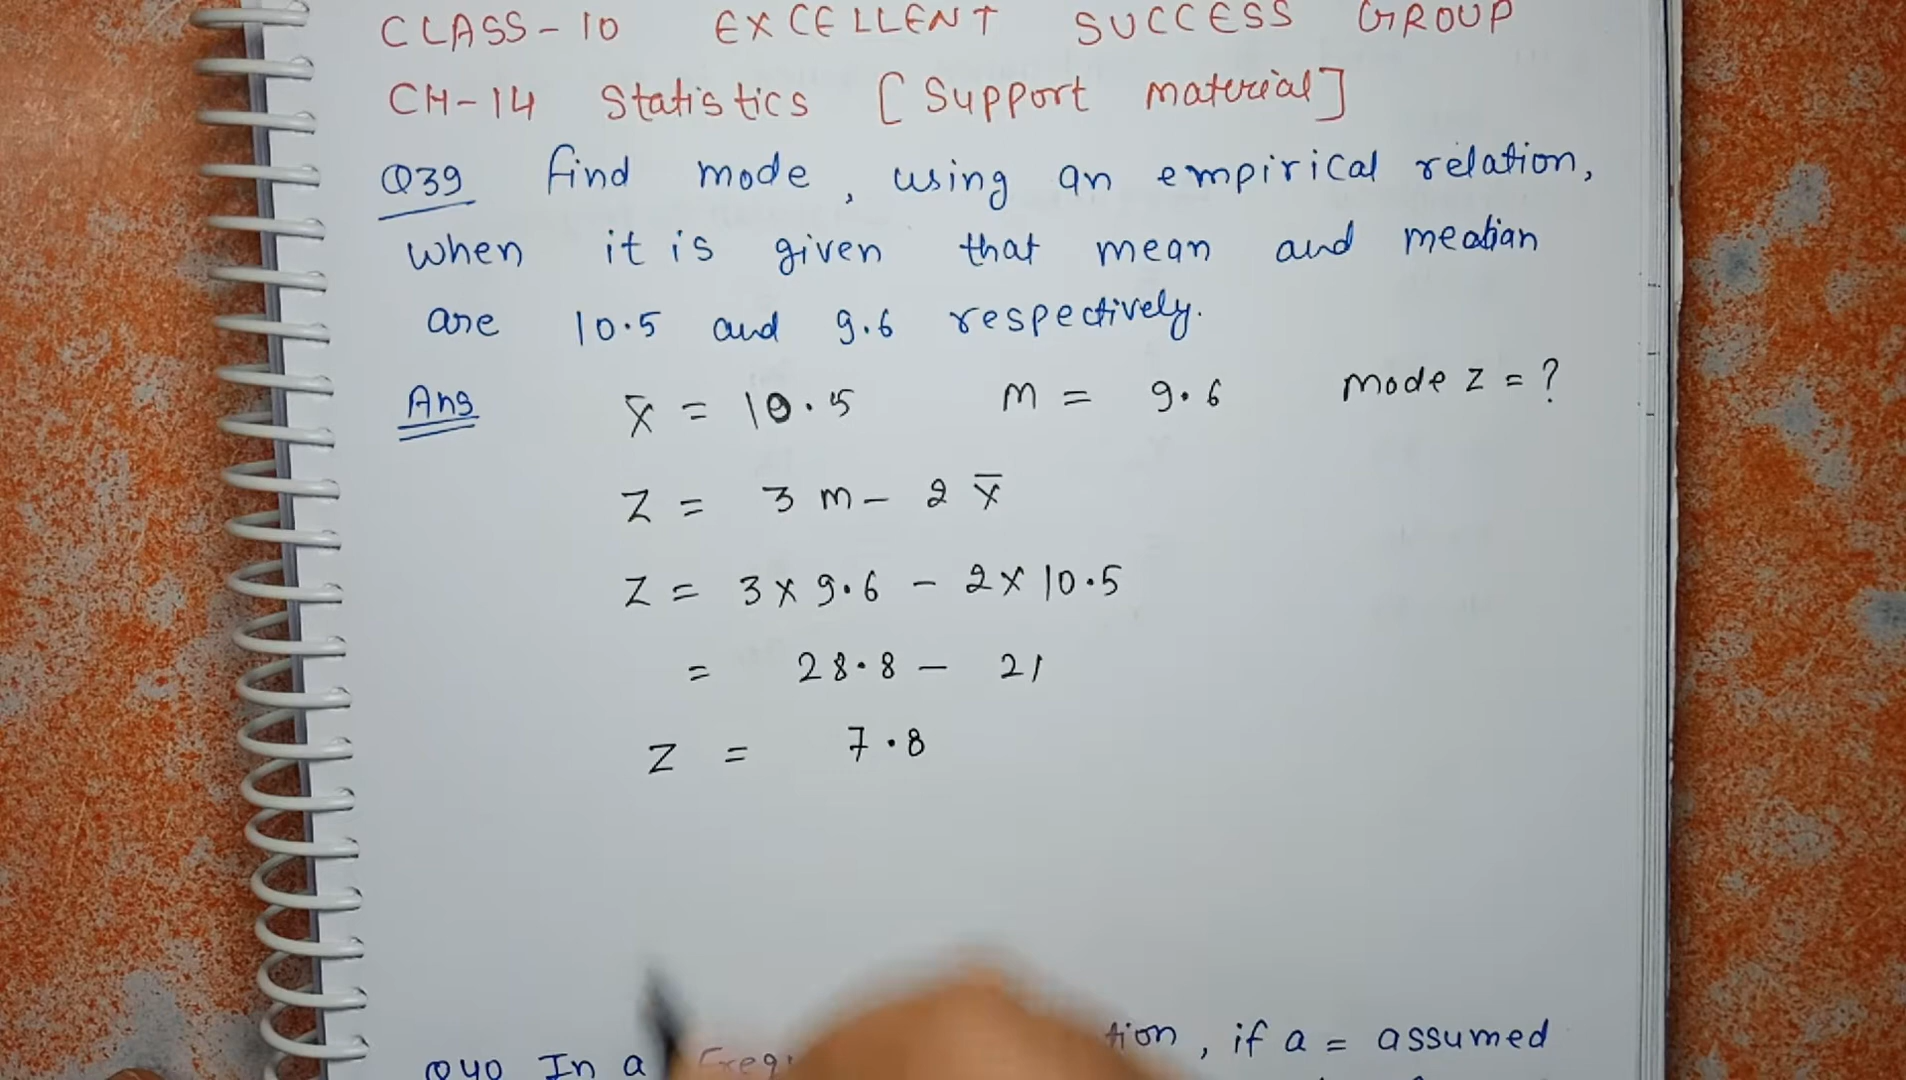 CLASS-10 EXCELLENT SUCCESS GROUP
CH-14 Statistics [Support material]
Q39 find mode, using an empirical relation,
when it is given that mean and median
are 10.5 and 9.6 respectively.
Ans x̄ = 10.5 m = 9.6 mode z = ?
Z = 3 m - 2 x̄
Z = 3 x 9.6 - 2 x 10.5
= 28.8 - 21
Z = 7.8
Q40 In a tion, if a = assumed